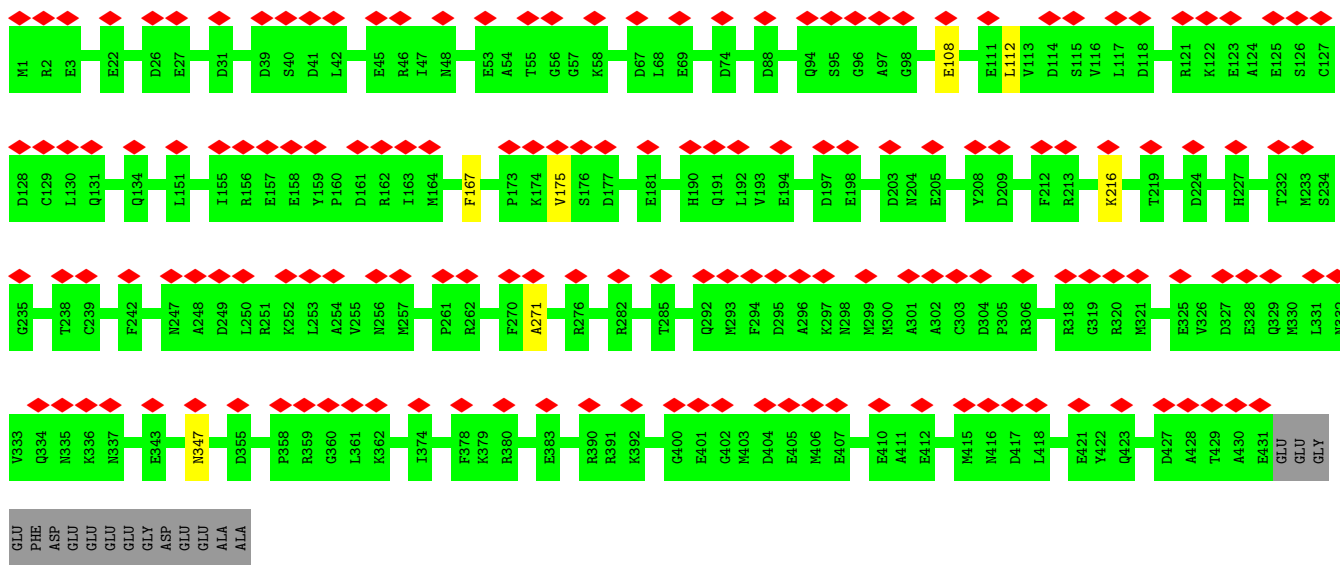 M1 R2 E3 E22 D26 E27 D31 D39 S40 D41 L42 E45 R46 I47 N48 E53 A54 T55 G56 G57 K58 D67 L68 E69 D74 D88 Q94 S95 G96 A97 G98 E108 E111 L112 V113 D114 S115 V116 L117 D118 R121 K122 E123 A124 E125 S126 C127
D128 C129 L130 Q131 Q134 L151 I155 R156 E157 E158 Y159 P160 D161 R162 I163 M164 F167 P173 K174 V175 S176 D177 E181 H190 Q191 L192 V193 E194 D197 E198 D203 N204 E205 Y208 D209 F212 R213 K216 T219 D224 H227 T232 M233 S234
G235 T238 C239 F242 N247 A248 D249 L250 R251 K252 L253 A254 V255 N256 M257 P261 R262 F270 A271 R276 R282 T285 Q292 M293 F294 D295 A296 K297 N298 M299 M300 A301 A302 C303 D304 P305 R306 R318 G319 R320 M321 E325 V326 D327 E328 Q329 M330 L331 N332
V333 Q334 N335 K336 N337 E343 N347 D355 P358 R359 G360 L361 K362 I374 F378 K379 R380 E383 R390 R391 K392 G400 E401 G402 M403 D404 E405 M406 E407 E410 A411 E412 M415 N416 D417 L418 E421 Y422 Q423 D427 A428 T429 A430 E431 GLU GLU GLY
GLU PHE ASP GLU GLU GLU GLU GLY ASP GLU GLU ALA ALA